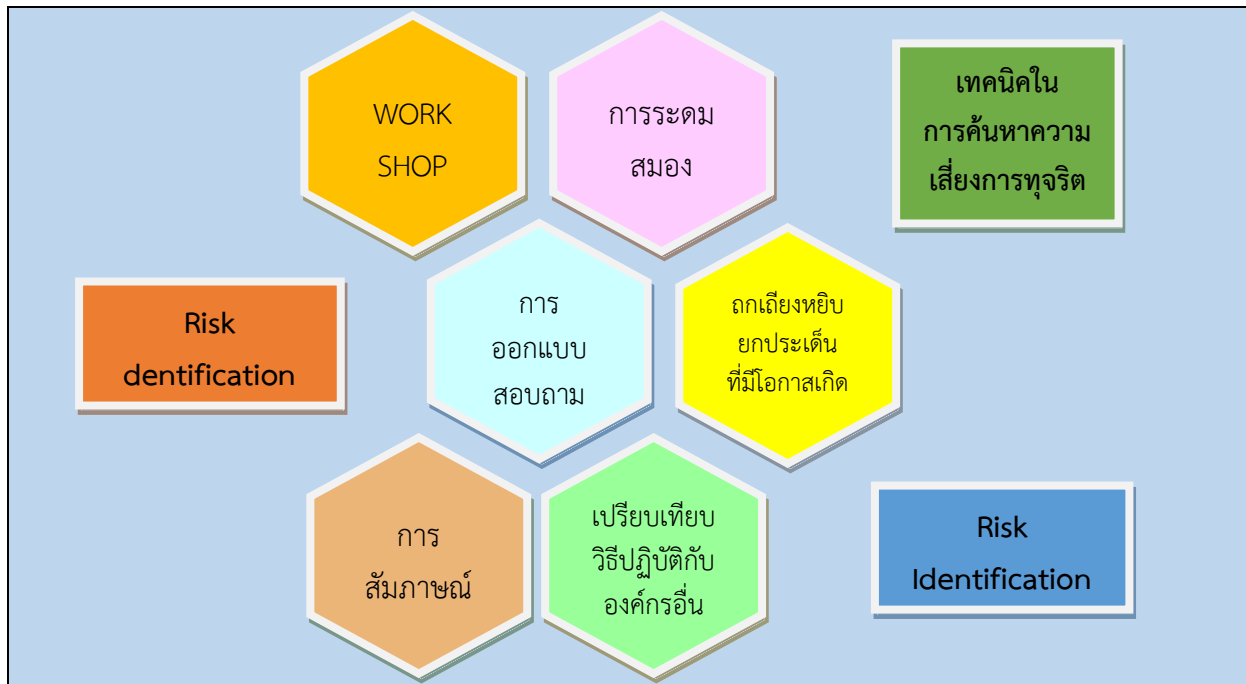 WORK
SHOP
การระดม
สมอง
เทคนิคใน
การค้นหาความ
เสี่ยงการทุจริต
Risk
dentification
การ
ออกแบบ
สอบถาม
ถกเถียงหยิบ
ยกประเด็น
ที่มีโอกาสเกิด
การ
สัมภาษณ์
เปรียบเทียบ
วิธีปฏิบัติกับ
องค์กรอื่น
Risk
Identification